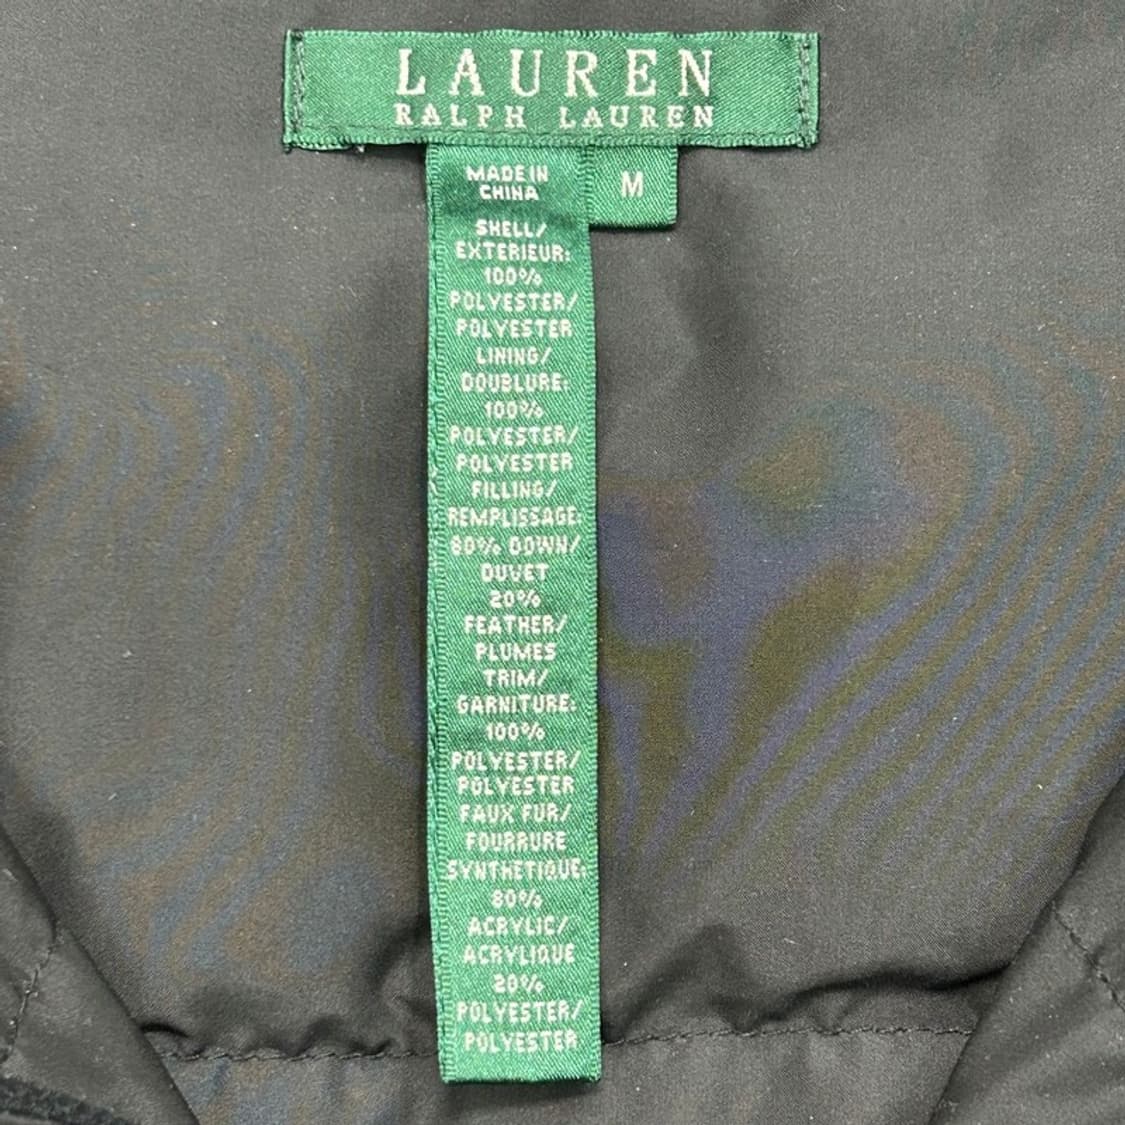 LAUREN
RALPH LAUREN
MADE IN
CHINA
M
SHELL/
EXTERIEUR:
100%
POLYESTER/
POLYESTER
LINING/
DOUBLURE:
100%
POLYESTER/
POLYESTER
FILLING/
REMPLISSAGE:
80% DOWN/
DUVET
20%
FEATHER/
PLUMES
TRIM/
GARNITURE:
100%
POLYESTER/
POLYESTER
FAUX FUR/
FOURRURE
SYNTHETIQUE:
80%
ACRYLIC/
ACRYLIQUE
20%
POLYESTER/
POLYESTER